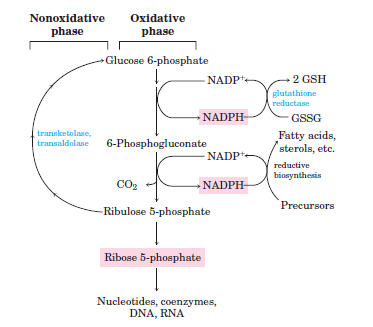 Nonoxidative
phase
Oxidative
phase
Glucose 6-phosphate
NADP+
2 GSH
glutathione
reductase
NADPH
GSSG
transketolase,
transaldolase
6-Phosphogluconate
Fatty acids,
sterols, etc.
NADP+
reductive
biosynthesis
CO2
NADPH
Precursors
Ribulose 5-phosphate
Ribose 5-phosphate
Nucleotides, coenzymes,
DNA, RNA